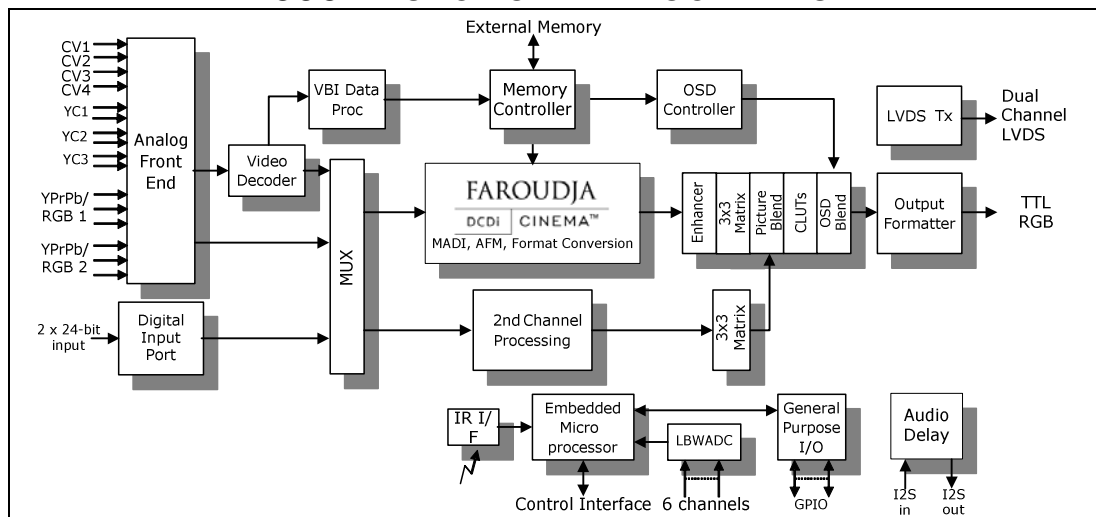 External Memory
CV1
CV2
CV3
CV4
YC1
YC2
YC3
YPrPb/
RGB 1
YPrPb/
RGB 2
Analog
Front
End
Video
Decoder
VBI Data
Proc
Memory
Controller
OSD
Controller
LVDS Tx
Dual
Channel
LVDS
MUX
FAROUDJA
DCDi CINEMA™
MADI, AFM, Format Conversion
Enhancer
3x3
Matrix
Picture
Blend
CLUTs
OSD
Blend
Output
Formatter
TTL
RGB
2 x 24-bit
input
Digital
Input
Port
2nd Channel
Processing
3x3
Matrix
IR I/
F
Embedded
Micro
processor
LBWADC
General
Purpose
I/O
Audio
Delay
Control Interface
6 channels
GPIO
I2S
in
I2S
out